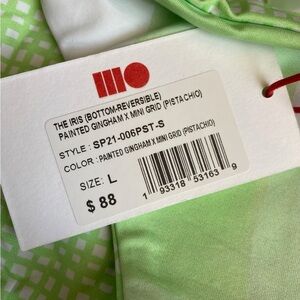 THE IRIS (BOTTOM-REVERSIBLE)
PAINTED GINGHAM X MINI GRID (PISTACHIO)
STYLE : SP21-006PST-S
COLOR : PAINTED GINGHAM X MINI GRID (PISTACHIO)
SIZE: L
1 93318 53163 9
$ 88